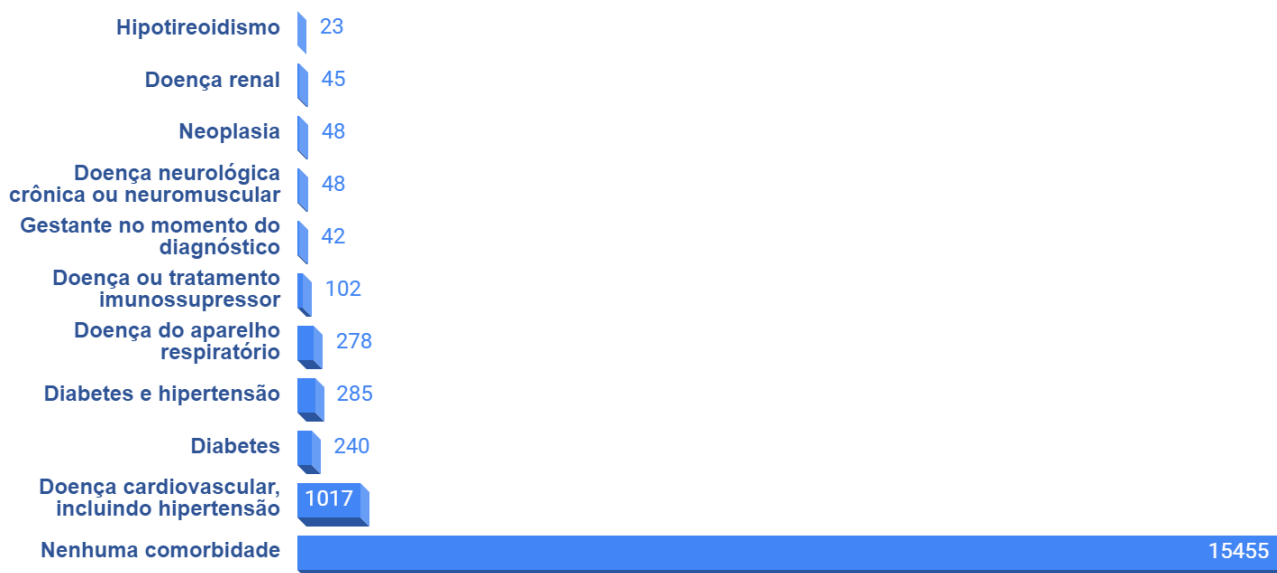 Hipotireoidismo 23
Doença renal 45
Neoplasia 48
Doença neurológica
crônica ou neuromuscular 48
Gestante no momento do
diagnóstico 42
Doença ou tratamento
imunossupressor 102
Doença do aparelho
respiratório 278
Diabetes e hipertensão 285
Diabetes 240
Doença cardiovascular,
incluindo hipertensão 1017
Nenhuma comorbidade 15455